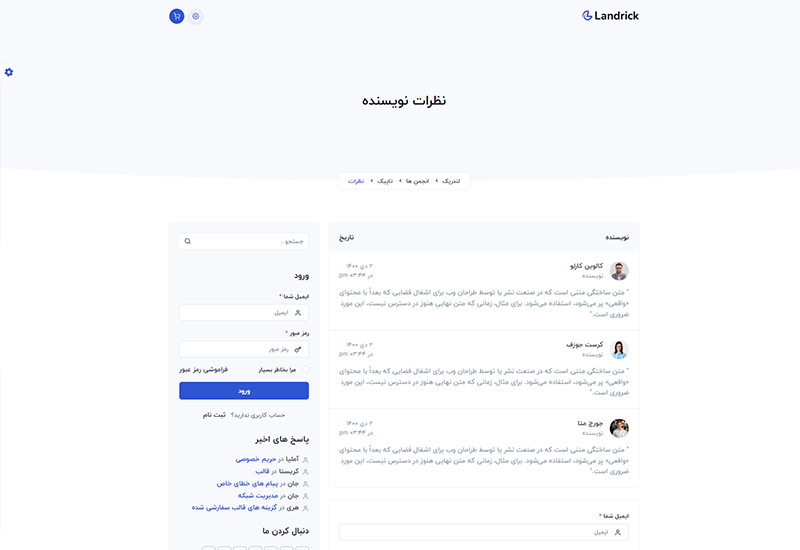 Landrick
نظرات نویسنده
لندریک › انجمن ها › تاپیک › نظرات
نویسنده
تاریخ
کالوین کارلو
نویسنده
۲ دی ۱۴۰۰
در ۰۳:۴۴ pm
" متن ساختگی متنی است که در صنعت نشر یا توسط طراحان وب برای اشغال فضایی که بعداً با محتوای
«واقعی» پر می‌شود، استفاده می‌شود. برای مثال، زمانی که متن نهایی هنوز در دسترس نیست، این مورد
ضروری است."
کرست جوزف
نویسنده
۲ دی ۱۴۰۰
در ۰۳:۴۴ pm
" متن ساختگی متنی است که در صنعت نشر یا توسط طراحان وب برای اشغال فضایی که بعداً با محتوای
«واقعی» پر می‌شود، استفاده می‌شود. برای مثال، زمانی که متن نهایی هنوز در دسترس نیست، این مورد
ضروری است."
جورج متا
نویسنده
۲ دی ۱۴۰۰
در ۰۳:۴۴ pm
" متن ساختگی متنی است که در صنعت نشر یا توسط طراحان وب برای اشغال فضایی که بعداً با محتوای
«واقعی» پر می‌شود، استفاده می‌شود. برای مثال، زمانی که متن نهایی هنوز در دسترس نیست، این مورد
ضروری است."
ایمیل شما *
ایمیل
جستجو...
ورود
ایمیل شما *
ایمیل
رمز عبور *
رمز عبور
مرا بخاطر بسپار
فراموشی رمز عبور
ورود
حساب کاربری ندارید؟ ثبت نام
پاسخ های اخیر
آملیا در حریم خصوصی
کریستا در قالب
جان در پیام های خطای خاص
جان در مدیریت شبکه
هری در گزینه های قالب سفارشی شده
دنبال کردن ما